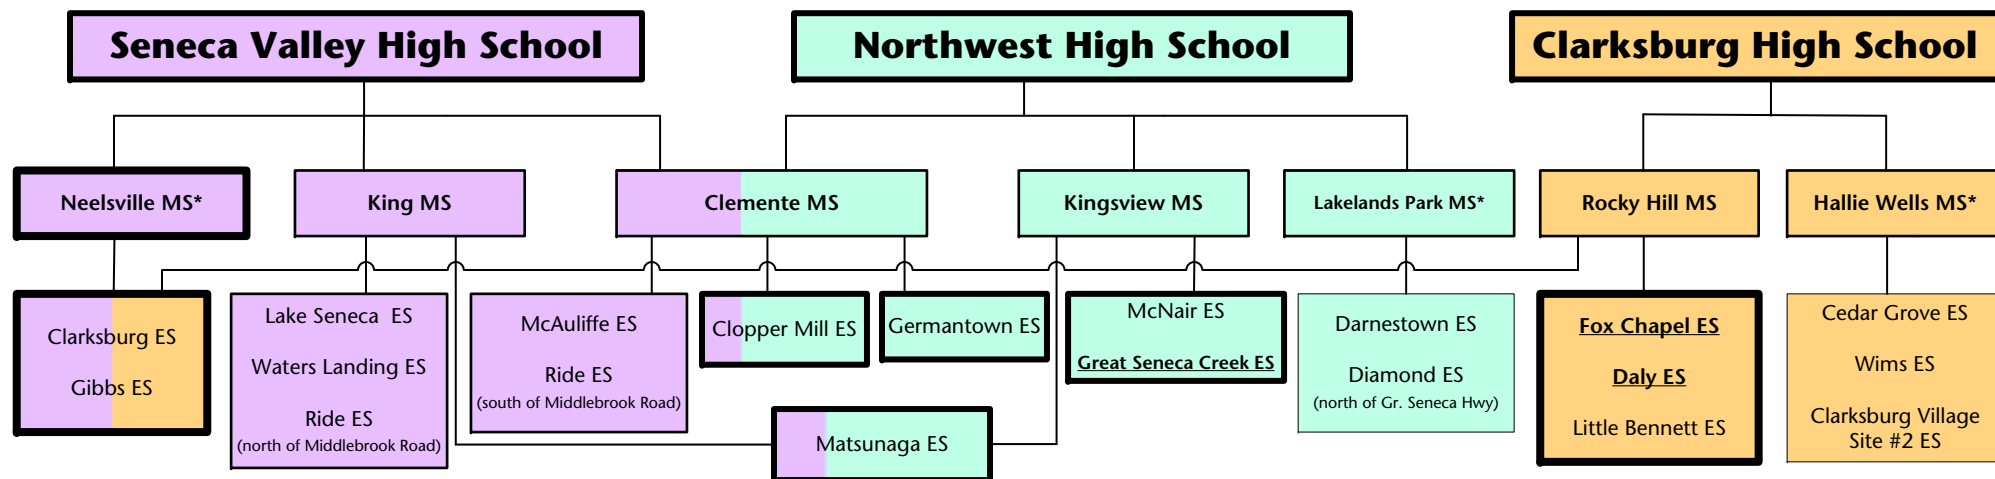 Seneca Valley High School
Northwest High School
Clarksburg High School
Neelsville MS*
King MS
Clemente MS
Kingsview MS
Lakelands Park MS*
Rocky Hill MS
Hallie Wells MS*
Clarksburg ES
Gibbs ES
Lake Seneca ES
Waters Landing ES
Ride ES
(north of Middlebrook Road)
McAuliffe ES
Ride ES
(south of Middlebrook Road)
Clopper Mill ES
Germantown ES
Matsunaga ES
McNair ES
Great Seneca Creek ES
Darnestown ES
Diamond ES
(north of Gr. Seneca Hwy)
Fox Chapel ES
Daly ES
Little Bennett ES
Cedar Grove ES
Wims ES
Clarksburg Village
Site #2 ES